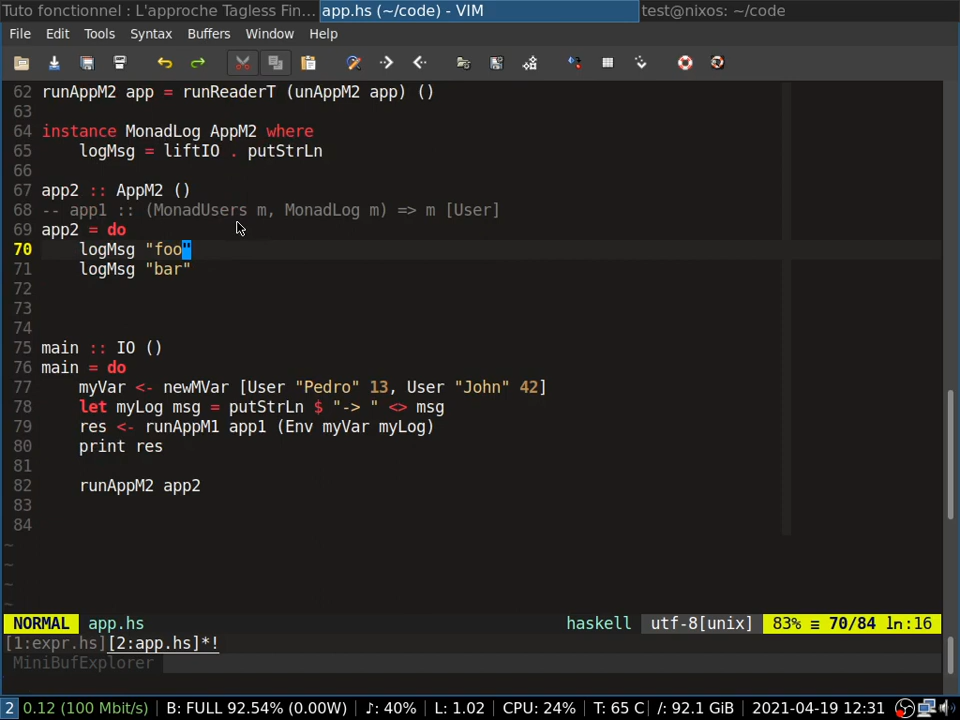 Tuto fonctionnel : L'approche Tagless Fin... app.hs (~/code) - VIM test@nixos: ~/code
File Edit Tools Syntax Buffers Window Help
62 runAppM2 app = runReaderT (unAppM2 app) ()
63
64 instance MonadLog AppM2 where
65     logMsg = liftIO . putStrLn
66
67 app2 :: AppM2 ()
68 -- app1 :: (MonadUsers m, MonadLog m) => m [User]
69 app2 = do
70     logMsg "foo"
71     logMsg "bar"
72
73
74
75 main :: IO ()
76 main = do
77     myVar <- newMVar [User "Pedro" 13, User "John" 42]
78     let myLog msg = putStrLn $ "-> " <> msg
79     res <- runAppM1 app1 (Env myVar myLog)
80     print res
81
82     runAppM2 app2
83
84
~
~
~
~
NORMAL app.hs haskell utf-8[unix] 83% ≡ 70/84 ln:16
[1:expr.hs][2:app.hs]*!
MiniBufExplorer
2 0.12 (100 Mbit/s) B: FULL 92.54% (0.00W) ♪: 40% L: 1.02 CPU: 24% T: 65 C /: 92.1 GiB 2021-04-19 12:31